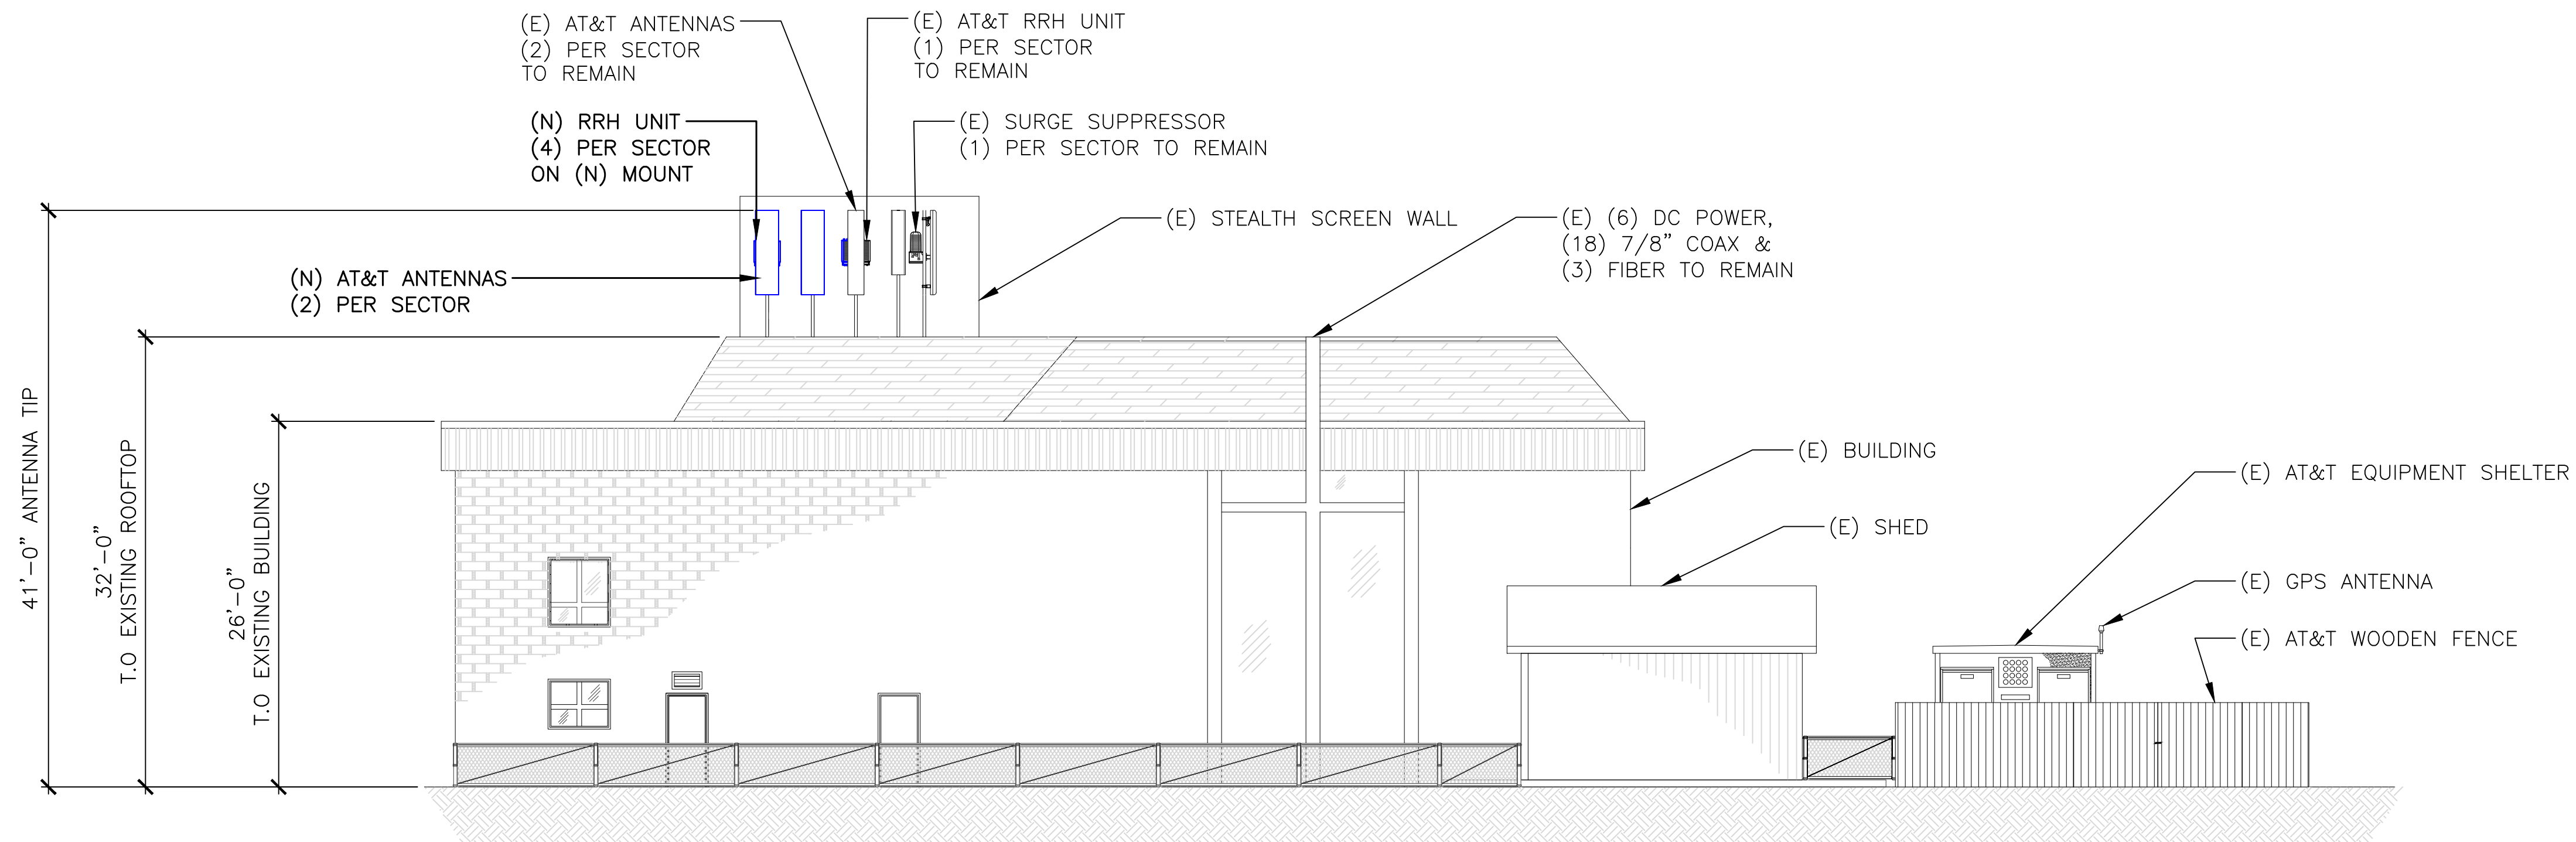 (E) AT&T ANTENNAS
(2) PER SECTOR
TO REMAIN
(E) AT&T RRH UNIT
(1) PER SECTOR
TO REMAIN
(N) RRH UNIT
(4) PER SECTOR
ON (N) MOUNT
(E) SURGE SUPPRESSOR
(1) PER SECTOR TO REMAIN
(N) AT&T ANTENNAS
(2) PER SECTOR
(E) STEALTH SCREEN WALL
(E) (6) DC POWER,
(18) 7/8" COAX &
(3) FIBER TO REMAIN
41'-0" ANTENNA TIP
32'-0"
T.O EXISTING ROOFTOP
26'-0"
T.O EXISTING BUILDING
(E) BUILDING
(E) SHED
(E) AT&T EQUIPMENT SHELTER
(E) GPS ANTENNA
(E) AT&T WOODEN FENCE